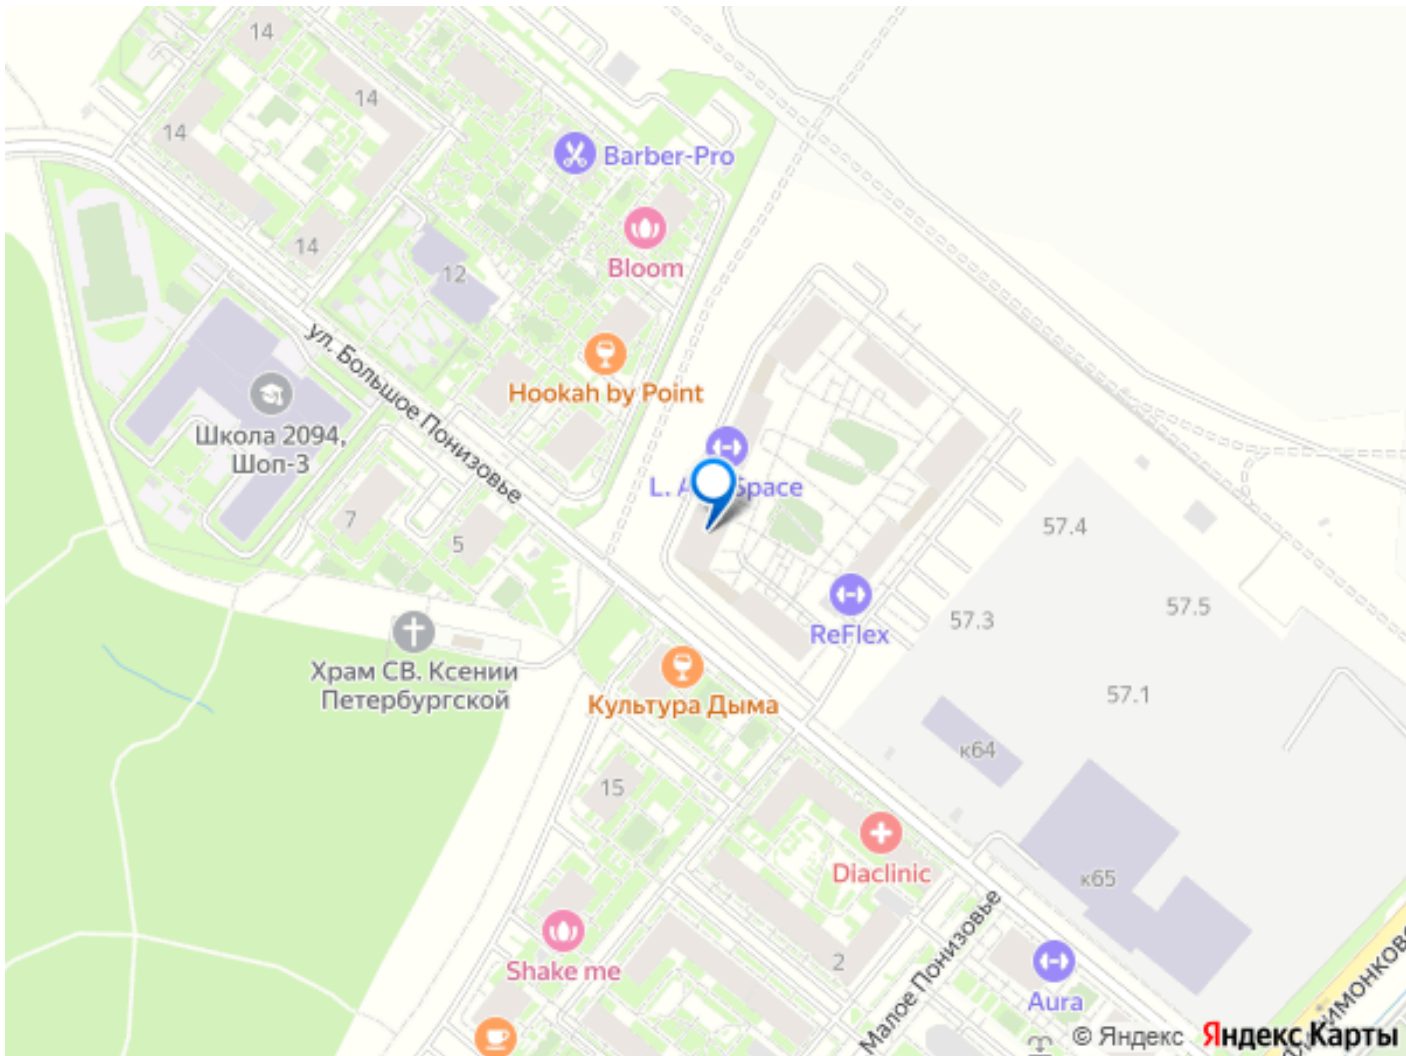 14
14
14
Barber-Pro
14
12
Bloom
ул. Большое Понизовье
Hookah by Point
Школа 2094,
Шоп-3
L. A Space
7
5
57.4
57.5
57.3
ReFlex
Храм СВ. Ксении
Петербургской
57.1
Культура Дыма
к64
15
Diaclinic
к65
Малое Понизовье
2
Shake me
Aura
© Яндекс Яндекс Карты